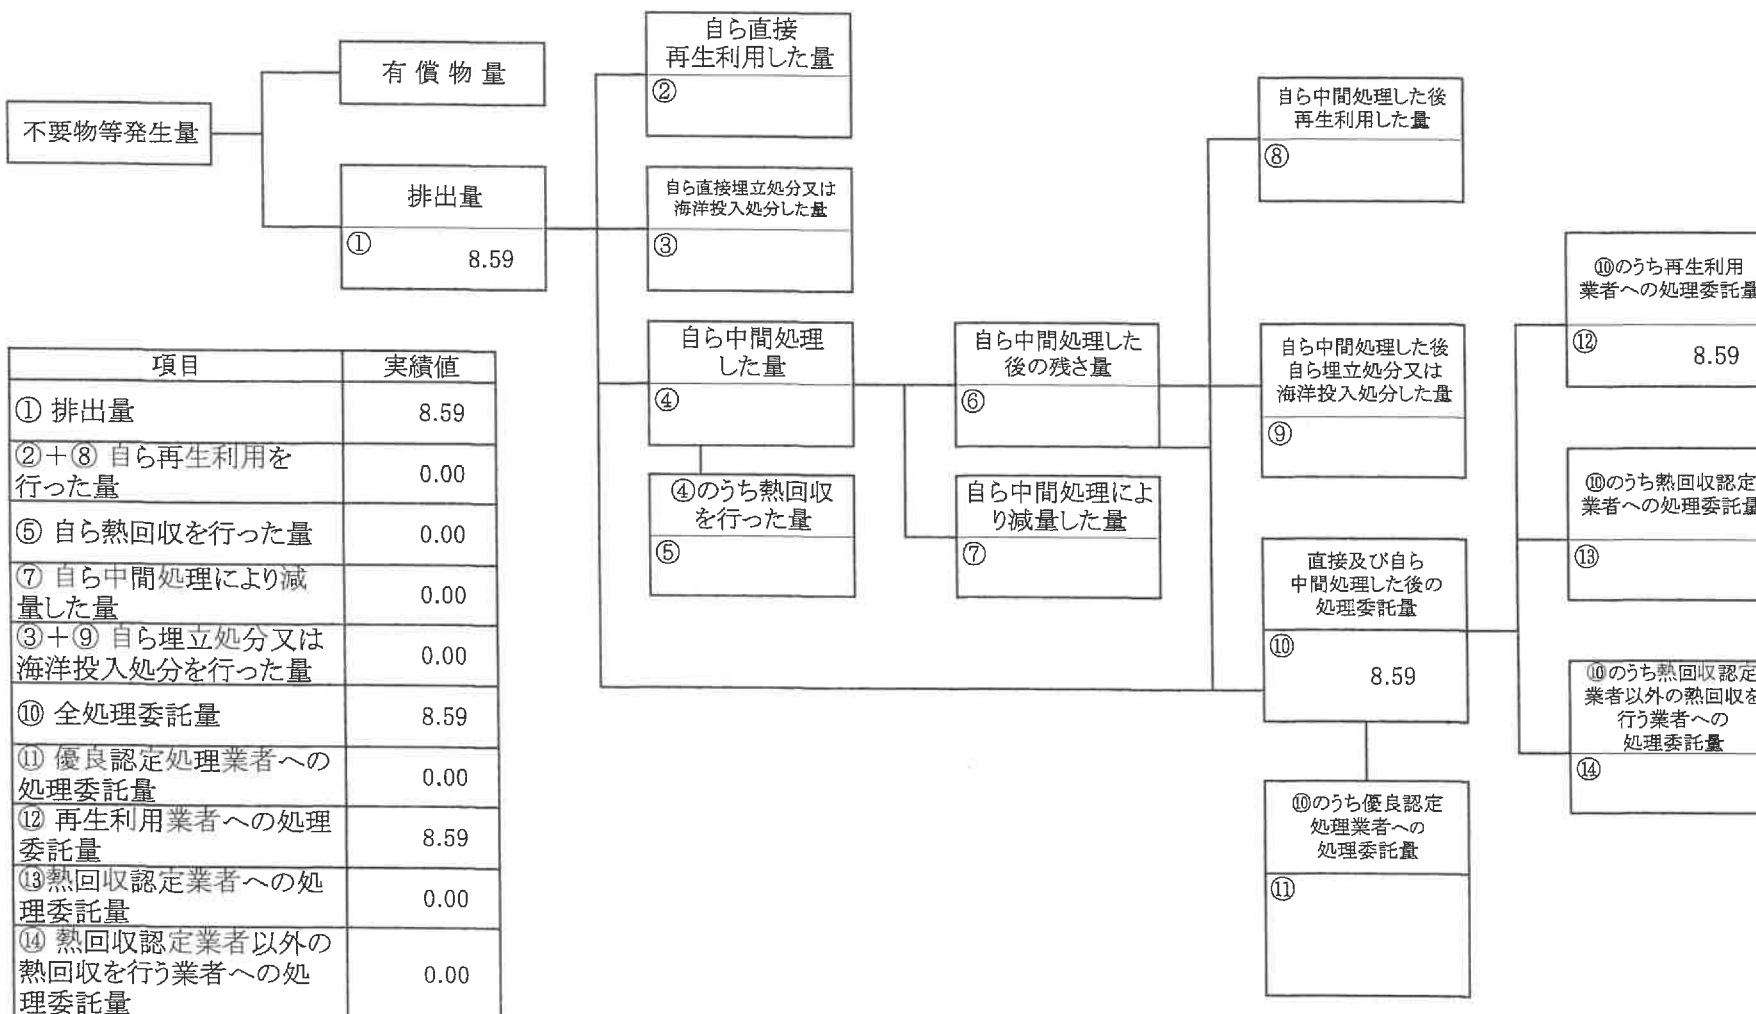 不要物等発生量
有償物量
排出量
①
8.59
自ら直接
再生利用した量
②
自ら直接埋立処分又は
海洋投入処分した量
③
自ら中間処理
した量
④
④のうち熱回収
を行った量
⑤
自ら中間処理した
後の残さ量
⑥
自ら中間処理によ
り減量した量
⑦
自ら中間処理した後
再生利用した量
⑧
自ら中間処理した後
自ら埋立処分又は
海洋投入処分した量
⑨
直接及び自ら
中間処理した後の
処理委託量
⑩
8.59
⑩のうち優良認定
処理業者への
処理委託量
⑪
⑩のうち再生利用
業者への処理委託量
⑫
8.59
⑩のうち熱回収認定
業者への処理委託量
⑬
⑩のうち熱回収認定
業者以外の熱回収を
行う業者への
処理委託量
⑭
項目 実績値
① 排出量 8.59
②+⑧ 自ら再生利用を
行った量 0.00
⑤ 自ら熱回収を行った量 0.00
⑦ 自ら中間処理により減
量した量 0.00
③+⑨ 自ら埋立処分又は
海洋投入処分を行った量 0.00
⑩ 全処理委託量 8.59
⑪ 優良認定処理業者への
処理委託量 0.00
⑫ 再生利用業者への処理
委託量 8.59
⑬熱回収認定業者への処
理委託量 0.00
⑭ 熱回収認定業者以外の
熱回収を行う業者への処
理委託量 0.00